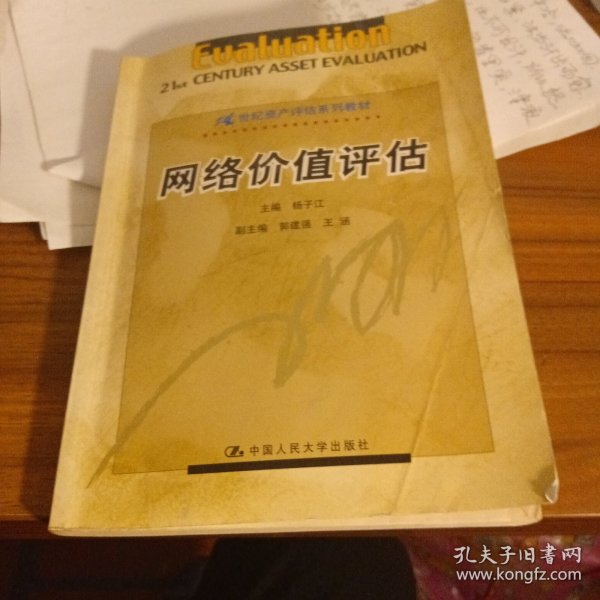 Evaluation
21st CENTURY ASSET EVALUATION
21世纪资产评估系列教材
网络价值评估
主编 杨子江
副主编 郭建强 王涵
中国人民大学出版社
孔夫子旧书网
www.kongfz.com